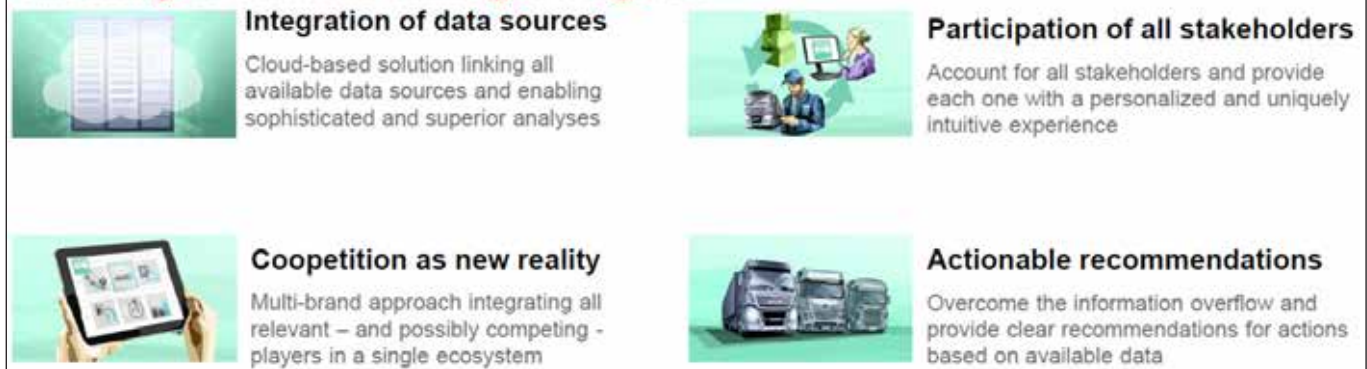 Integration of data sources
Cloud-based solution linking all
available data sources and enabling
sophisticated and superior analyses
Participation of all stakeholders
Account for all stakeholders and provide
each one with a personalized and uniquely
intuitive experience
Coopetition as new reality
Multi-brand approach integrating all
relevant – and possibly competing -
players in a single ecosystem
Actionable recommendations
Overcome the information overflow and
provide clear recommendations for actions
based on available data